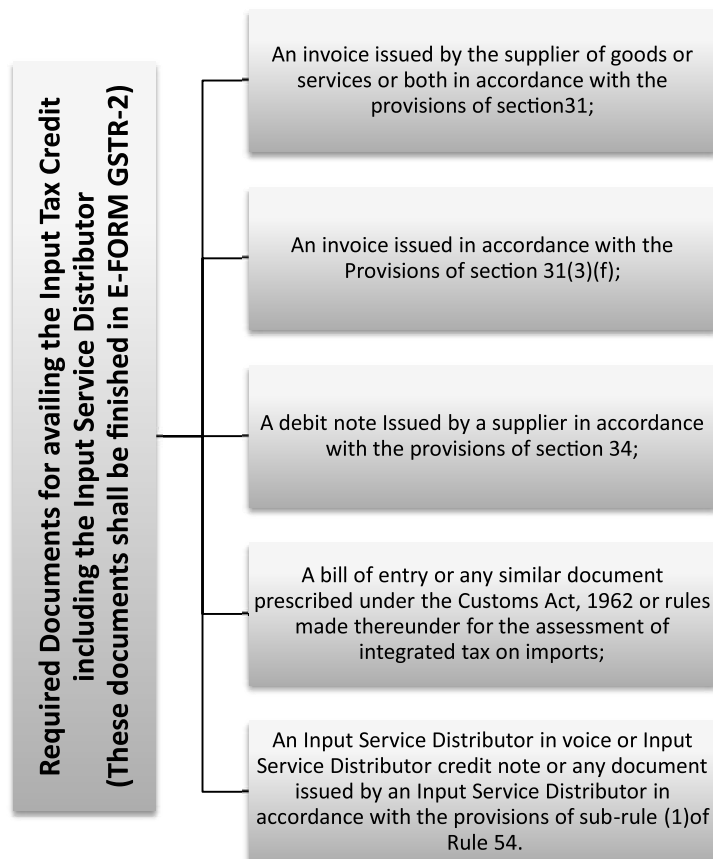 Required Documents for availing the Input Tax Credit
including the Input Service Distributor
(These documents shall be finished in E-FORM GSTR-2)
An invoice issued by the supplier of goods or
services or both in accordance with the
provisions of section31;
An invoice issued in accordance with the
Provisions of section 31(3)(f);
A debit note Issued by a supplier in accordance
with the provisions of section 34;
A bill of entry or any similar document
prescribed under the Customs Act, 1962 or rules
made thereunder for the assessment of
integrated tax on imports;
An Input Service Distributor in voice or Input
Service Distributor credit note or any document
issued by an Input Service Distributor in
accordance with the provisions of sub-rule (1)of
Rule 54.